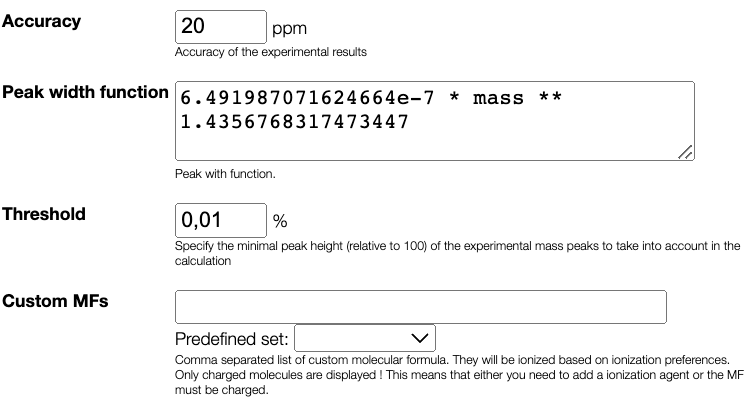 Accuracy 20 ppm
Accuracy of the experimental results
Peak width function 6.491987071624664e-7 * mass **
1.4356768317473447
Peak with function.
Threshold 0,01 %
Specify the minimal peak height (relative to 100) of the experimental mass peaks to take into account in the
calculation
Custom MFs
Predefined set:
Comma separated list of custom molecular formula. They will be ionized based on ionization preferences.
Only charged molecules are displayed ! This means that either you need to add a ionization agent or the MF
must be charged.